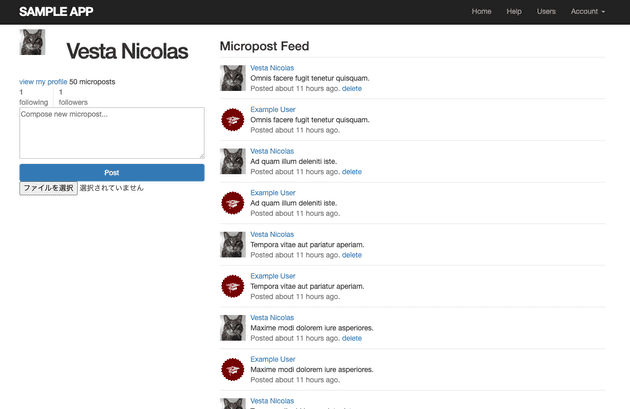 SAMPLE APP
Home Help Users Account
Vesta Nicolas
view my profile 50 microposts
1 1
following followers
Compose new micropost...
Post
ファイルを選択 選択されていません
Micropost Feed
Vesta Nicolas
Omnis facere fugit tenetur quisquam.
Posted about 11 hours ago. delete
Example User
Omnis facere fugit tenetur quisquam.
Posted about 11 hours ago.
Vesta Nicolas
Ad quam illum deleniti iste.
Posted about 11 hours ago. delete
Example User
Ad quam illum deleniti iste.
Posted about 11 hours ago.
Vesta Nicolas
Tempora vitae aut pariatur aperiam.
Posted about 11 hours ago. delete
Example User
Tempora vitae aut pariatur aperiam.
Posted about 11 hours ago.
Vesta Nicolas
Maxime modi dolorem iure asperiores.
Posted about 11 hours ago. delete
Example User
Maxime modi dolorem iure asperiores.
Posted about 11 hours ago.
Vesta Nicolas